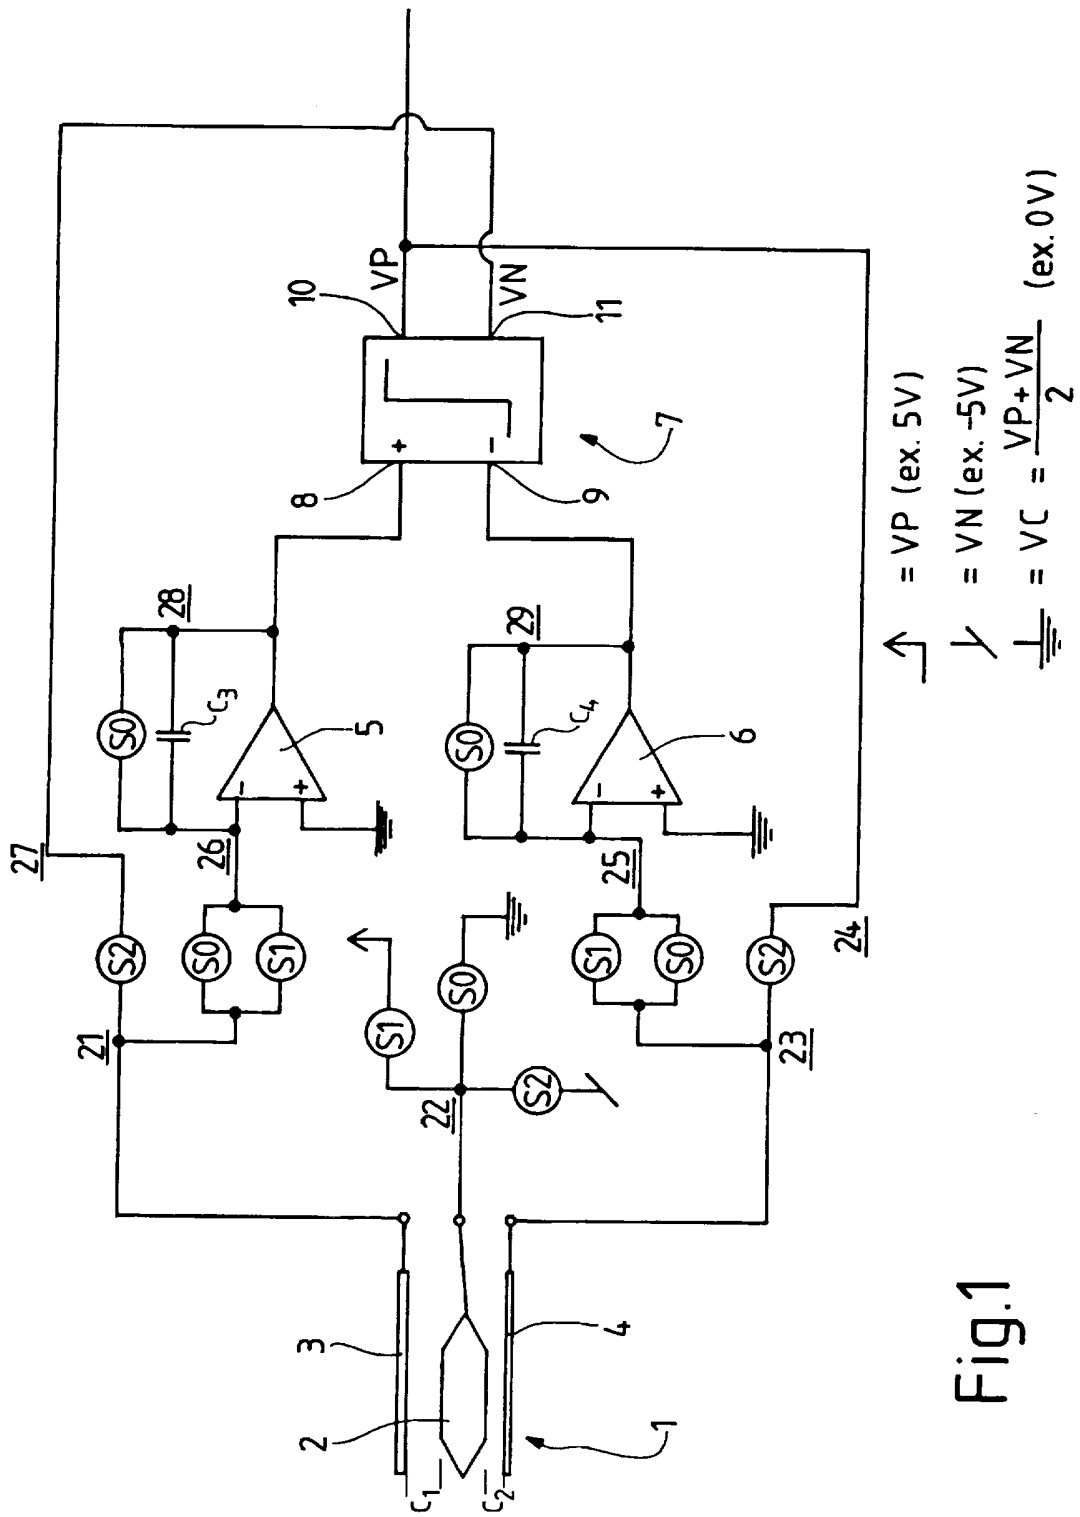 27
28
S2
S0
C3
21
S0
26
S1
5
VP
10
8
+
-
VN
11
9
7
29
S0
C4
6
S1
S0
22
S2
25
S1
S0
S2
24
23
3
2
4
1
C1
C2
-
+
-
+
= VP (ex. 5V)
= VN (ex. -5V)
= VC = VP + VN / 2 (ex. 0V)
Fig.1